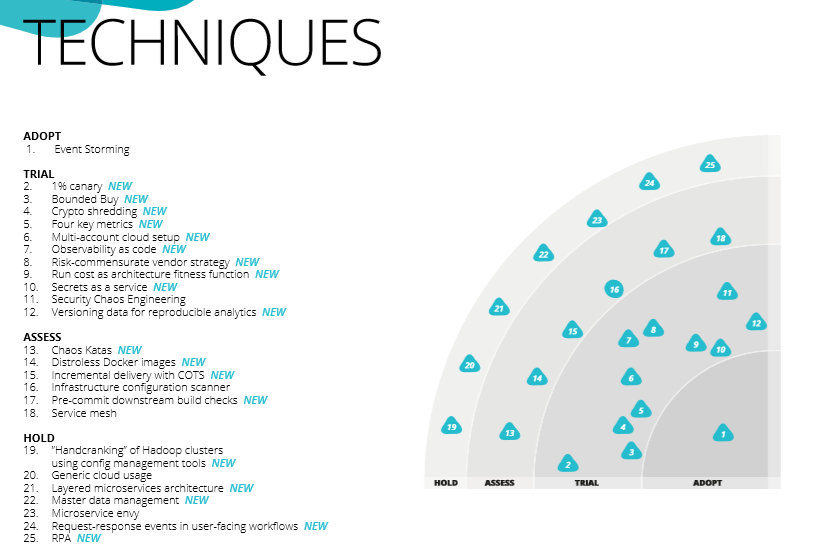 TECHNIQUES
ADOPT
1. Event Storming
TRIAL
2. 1% canary NEW
3. Bounded Buy NEW
4. Crypto shredding NEW
5. Four key metrics NEW
6. Multi-account cloud setup NEW
7. Observability as code NEW
8. Risk-commensurate vendor strategy NEW
9. Run cost as architecture fitness function NEW
10. Secrets as a service NEW
11. Security Chaos Engineering
12. Versioning data for reproducible analytics NEW
ASSESS
13. Chaos Katas NEW
14. Distroless Docker images NEW
15. Incremental delivery with COTS NEW
16. Infrastructure configuration scanner
17. Pre-commit downstream build checks NEW
18. Service mesh
HOLD
19. "Handcranking" of Hadoop clusters
using config management tools NEW
20. Generic cloud usage
21. Layered microservices architecture NEW
22. Master data management NEW
23. Microservice envy
24. Request-response events in user-facing workflows NEW
25. RPA NEW
25
24
23
18
17
22
16
11
21
12
15
8
7
9
10
20
14
6
5
19
4
13
1
3
2
HOLD ASSESS TRIAL ADOPT